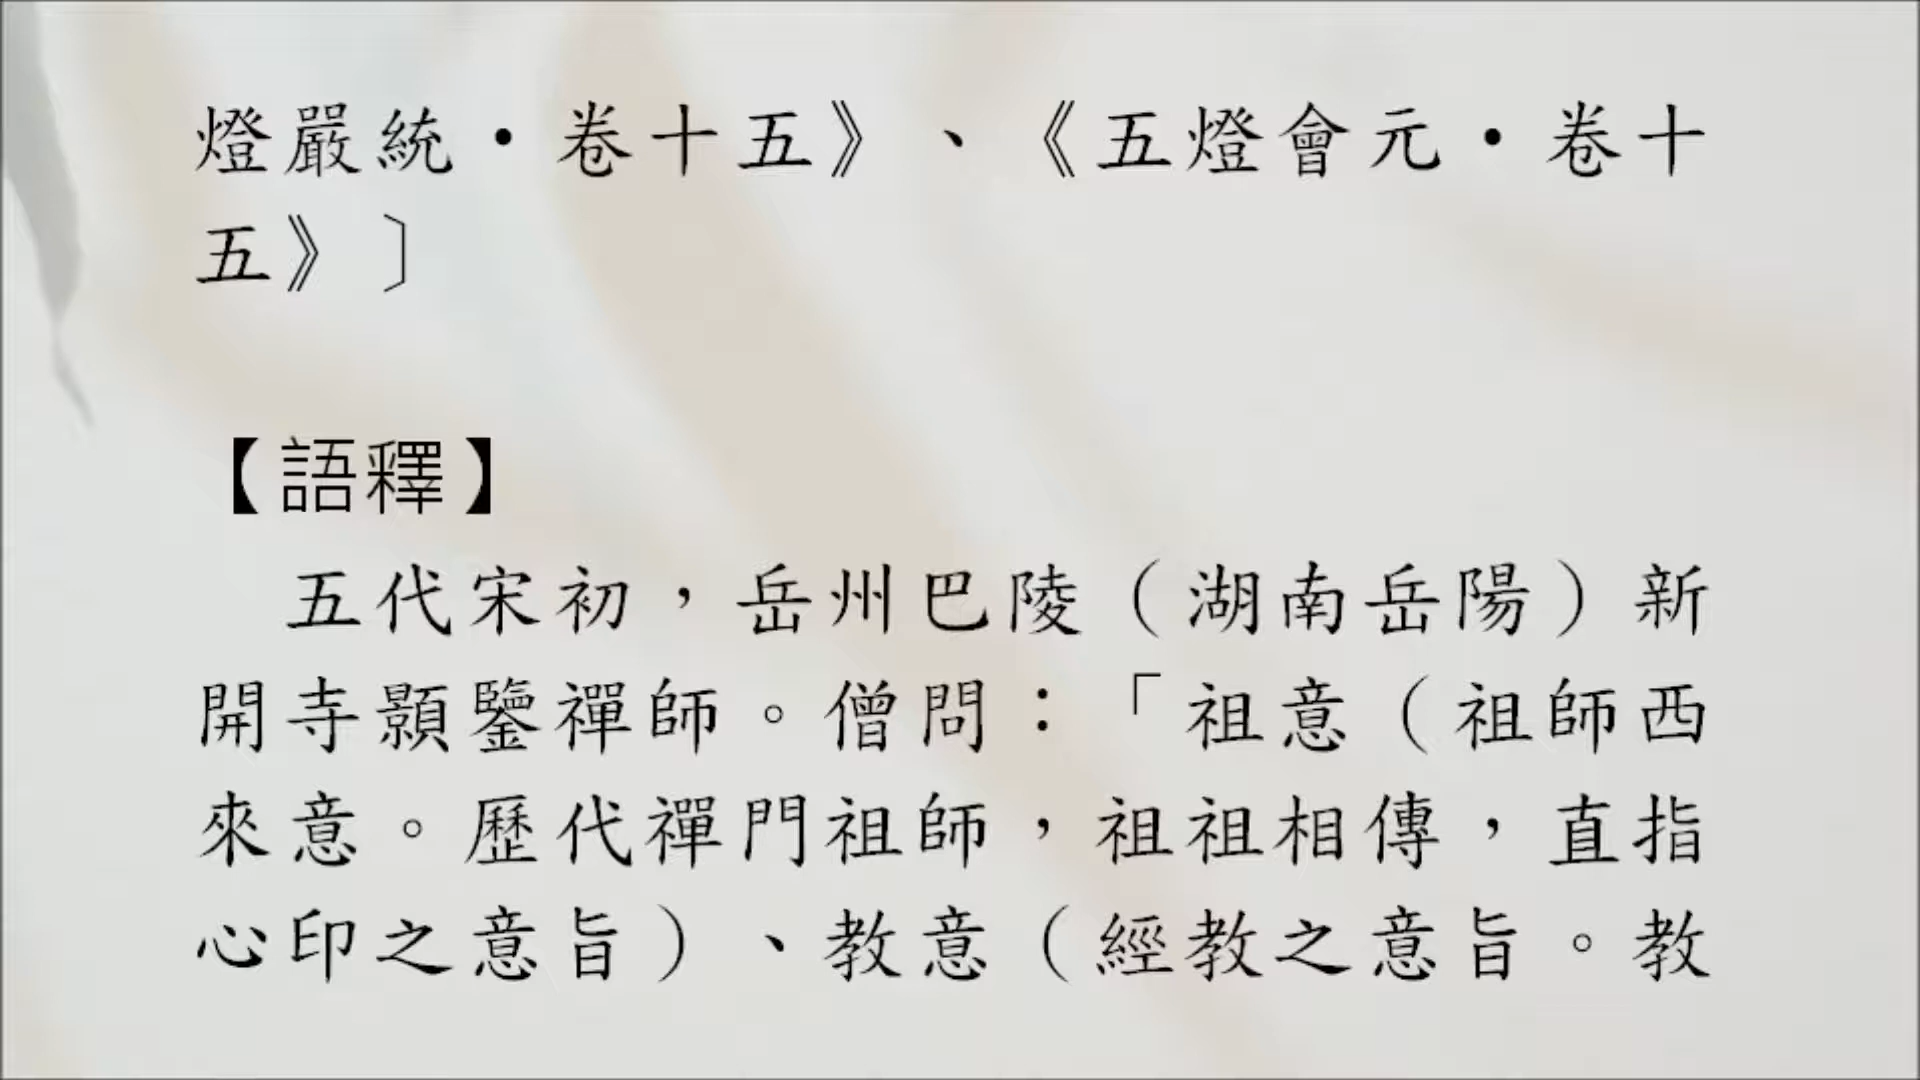 燈嚴統•卷十五》、《五燈會元•卷十
五》〕
【語釋】
五代宋初，岳州巴陵（湖南岳陽）新
開寺顥鑒禪師。僧問：「祖意（祖師西
來意。歷代禪門祖師，祖祖相傳，直指
心印之意旨）、教意（經教之意旨。教